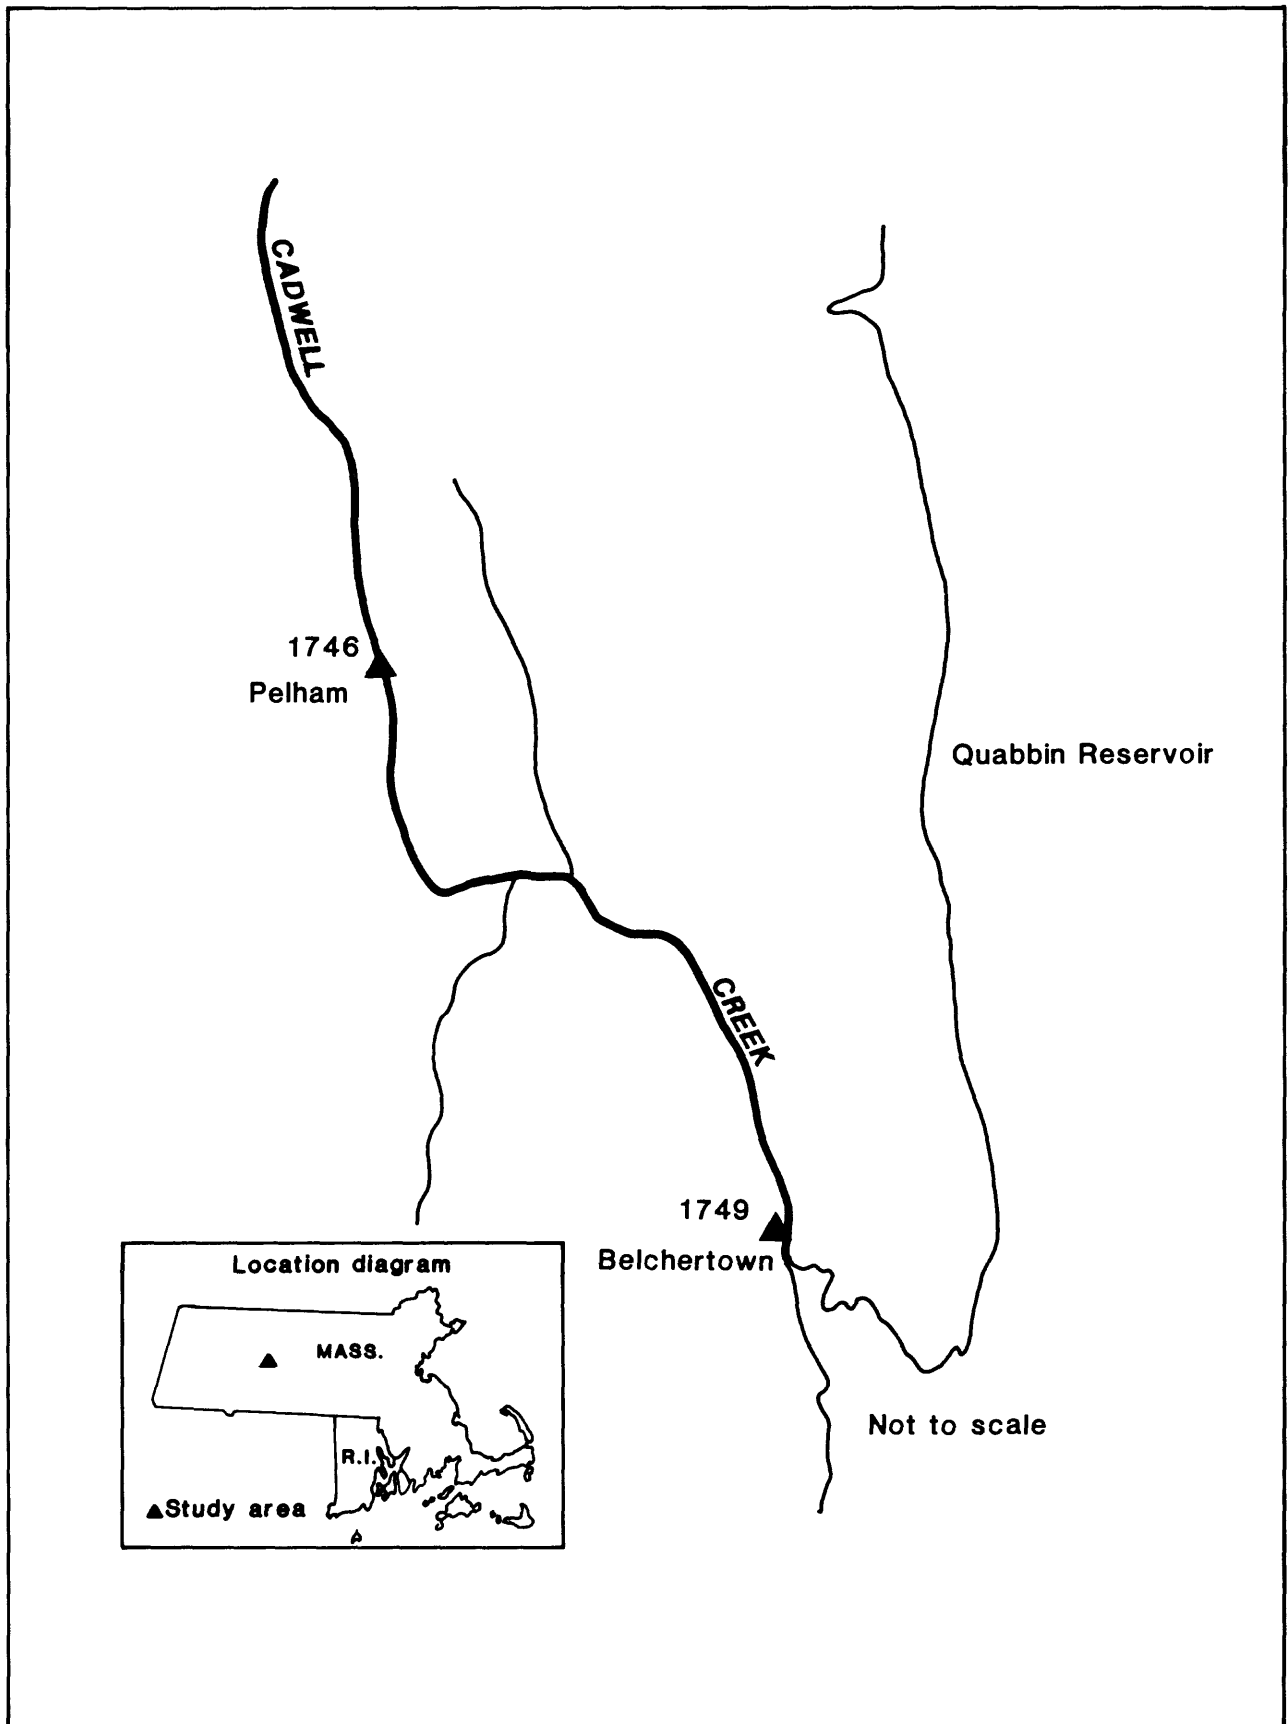 CADWELL
1746
Pelham
Quabbin Reservoir
CREEK
1749
Belchertown
Location diagram
MASS.
R.I.
Study area
Not to scale